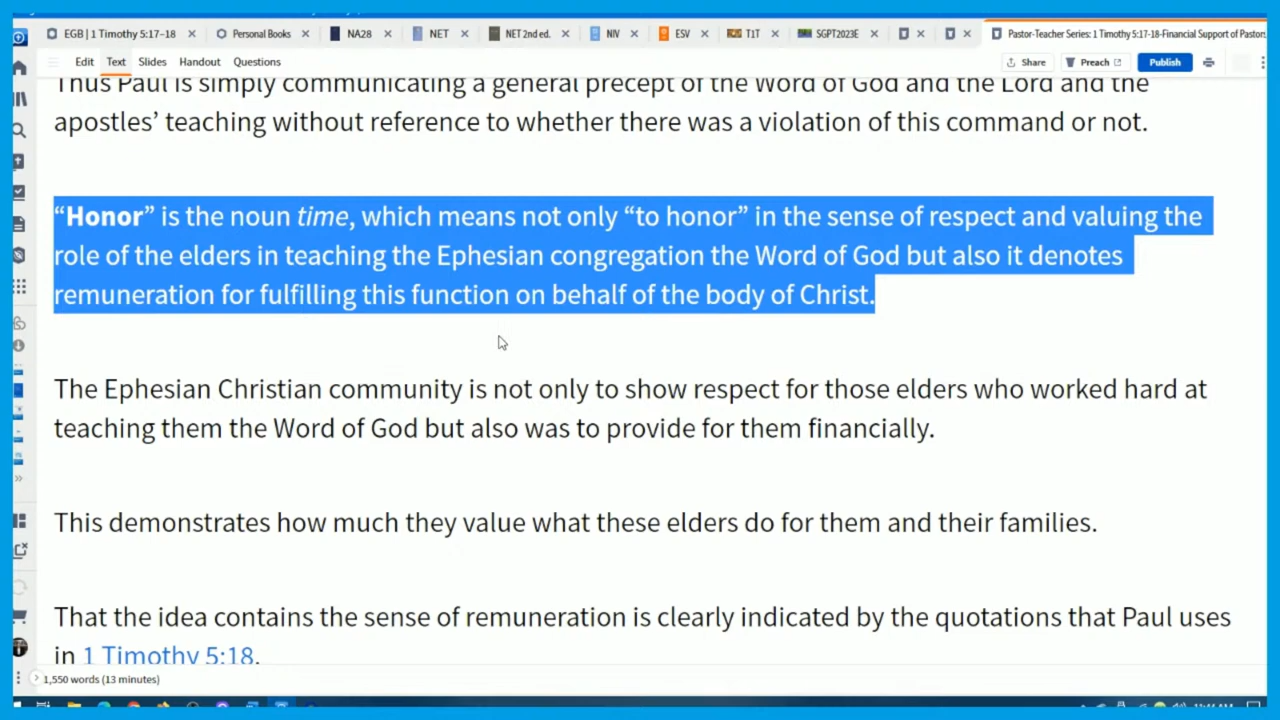 EGB | 1 Timothy 5:17–18 × Personal Books × NA28 × NET × NET 2nd ed. × NIV × ESV × T1T × SGPT2023E × × × Pastor-Teacher Series: 1 Timothy 5:17-18-Financial Support of Pastors
Edit Text Slides Handout Questions Share Preach Publish
Thus Paul is simply communicating a general precept of the Word of God and the Lord and the
apostles’ teaching without reference to whether there was a violation of this command or not.
“Honor” is the noun time, which means not only “to honor” in the sense of respect and valuing the
role of the elders in teaching the Ephesian congregation the Word of God but also it denotes
remuneration for fulfilling this function on behalf of the body of Christ.
The Ephesian Christian community is not only to show respect for those elders who worked hard at
teaching them the Word of God but also was to provide for them financially.
This demonstrates how much they value what these elders do for them and their families.
That the idea contains the sense of remuneration is clearly indicated by the quotations that Paul uses
in 1 Timothy 5:18.
1,550 words (13 minutes)